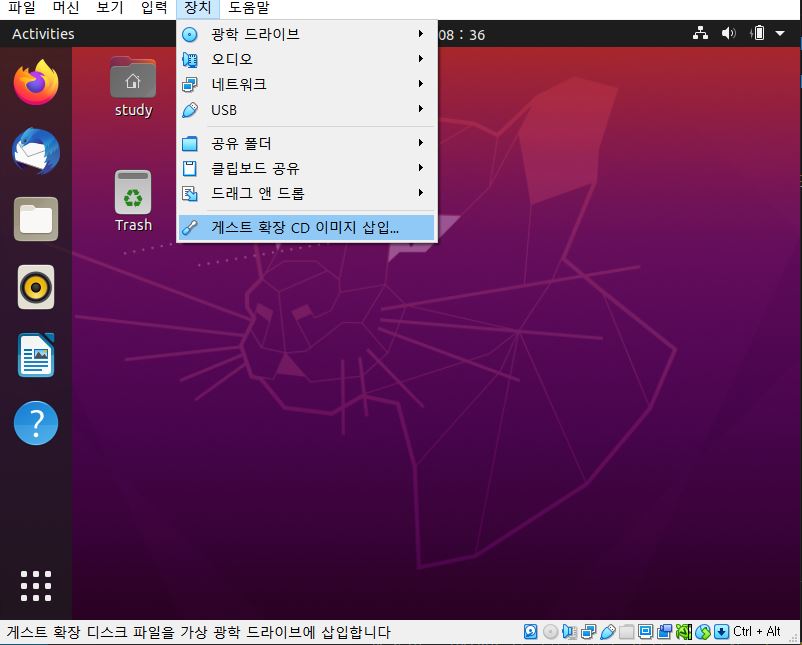 파일 머신 보기 입력 장치 도움말
Activities
08 : 36
광학 드라이브
오디오
네트워크
USB
공유 폴더
클립보드 공유
드래그 앤 드롭
게스트 확장 CD 이미지 삽입...
study
Trash
게스트 확장 디스크 파일을 가상 광학 드라이브에 삽입합니다
Ctrl + Alt